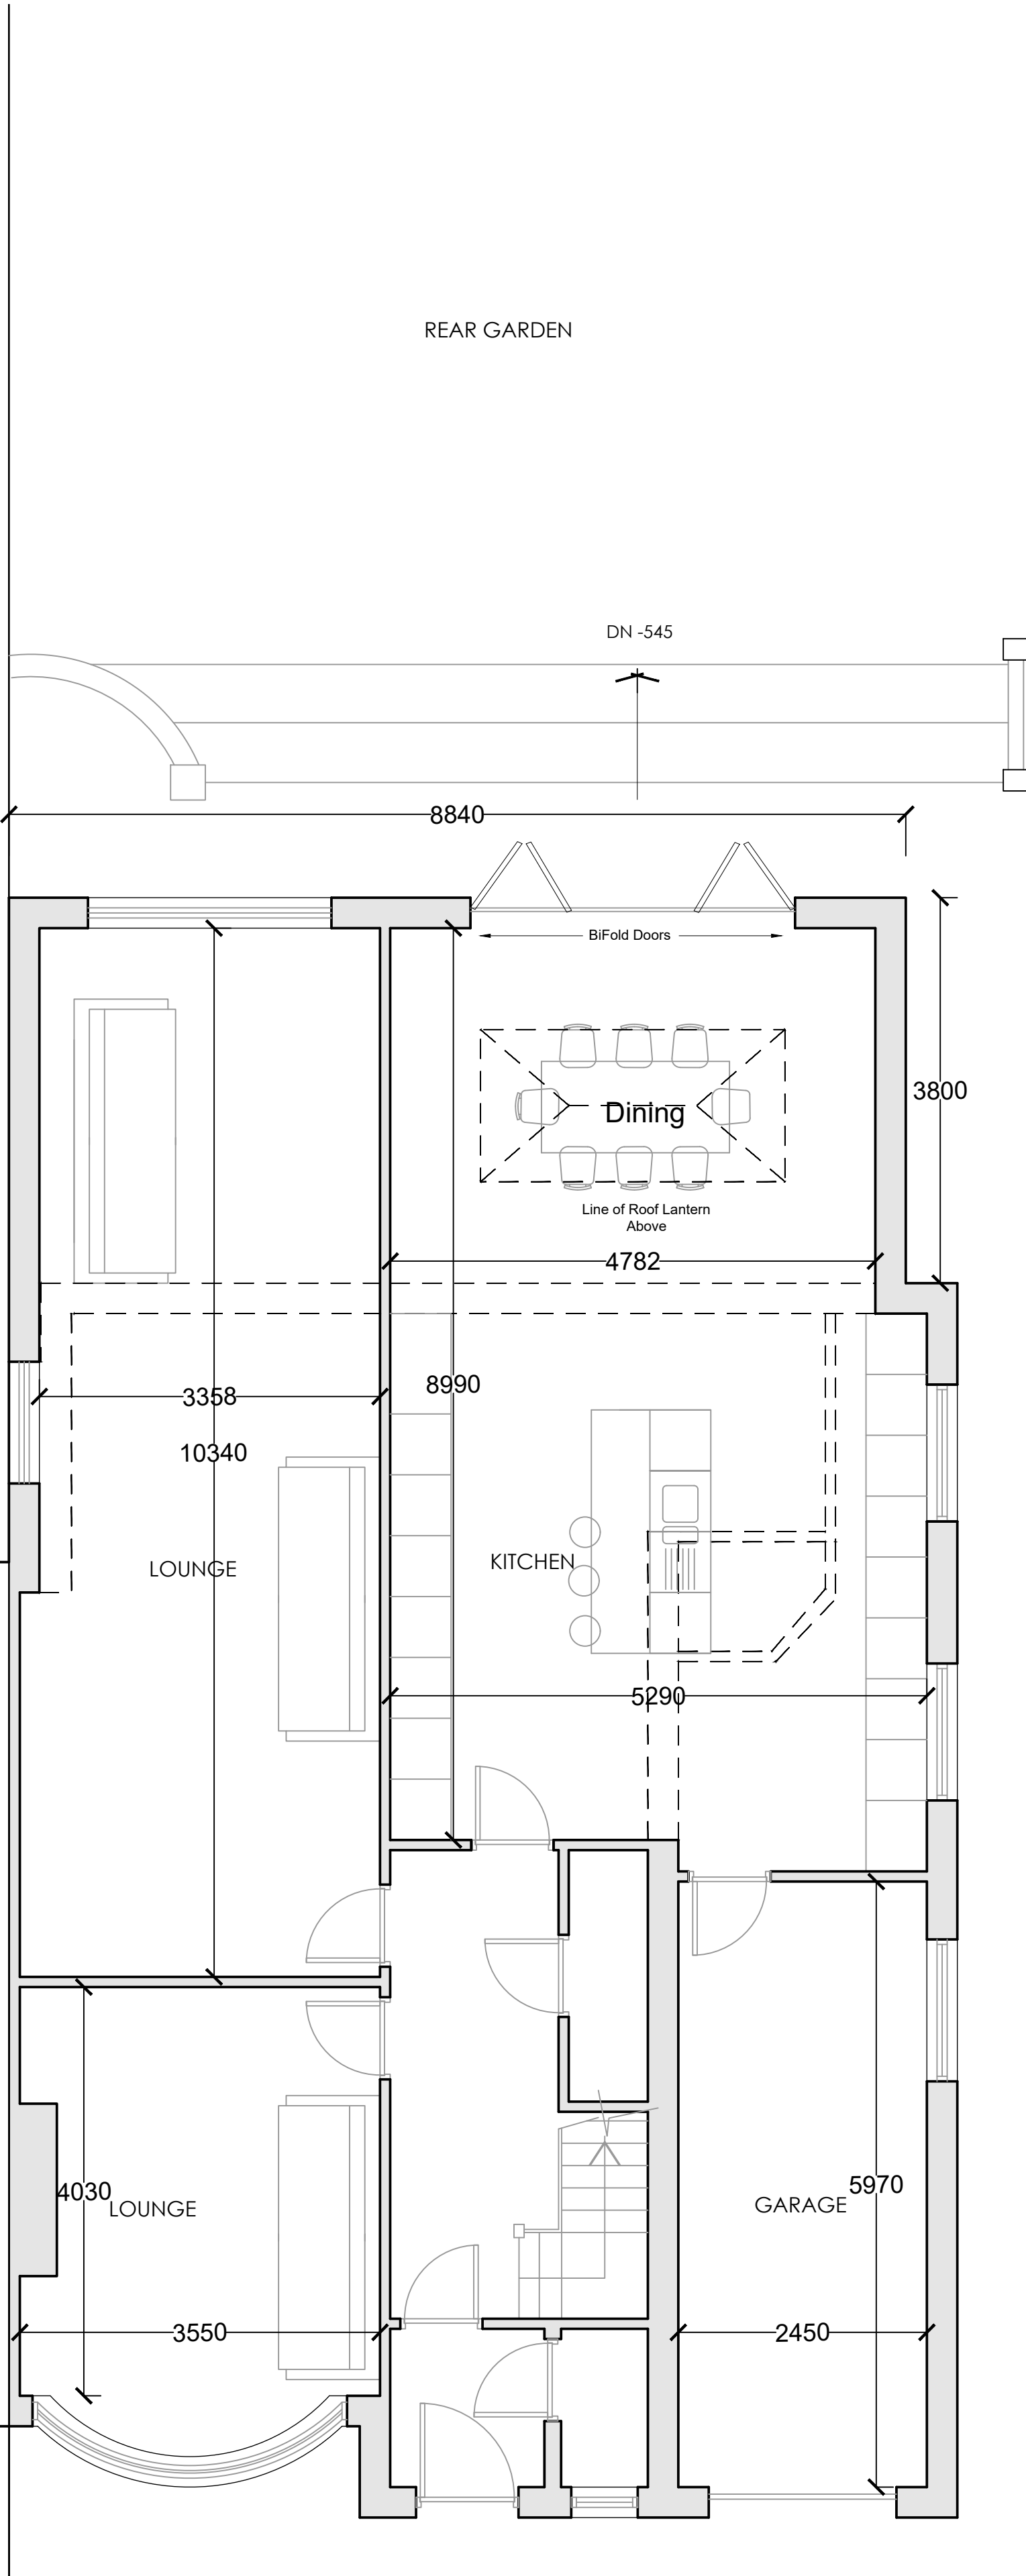 REAR GARDEN
DN -545
8840
BiFold Doors
3800
Dining
Line of Roof Lantern
Above
4782
8990
3358
10340
LOUNGE
KITCHEN
5290
4030
LOUNGE
GARAGE
5970
3550
2450